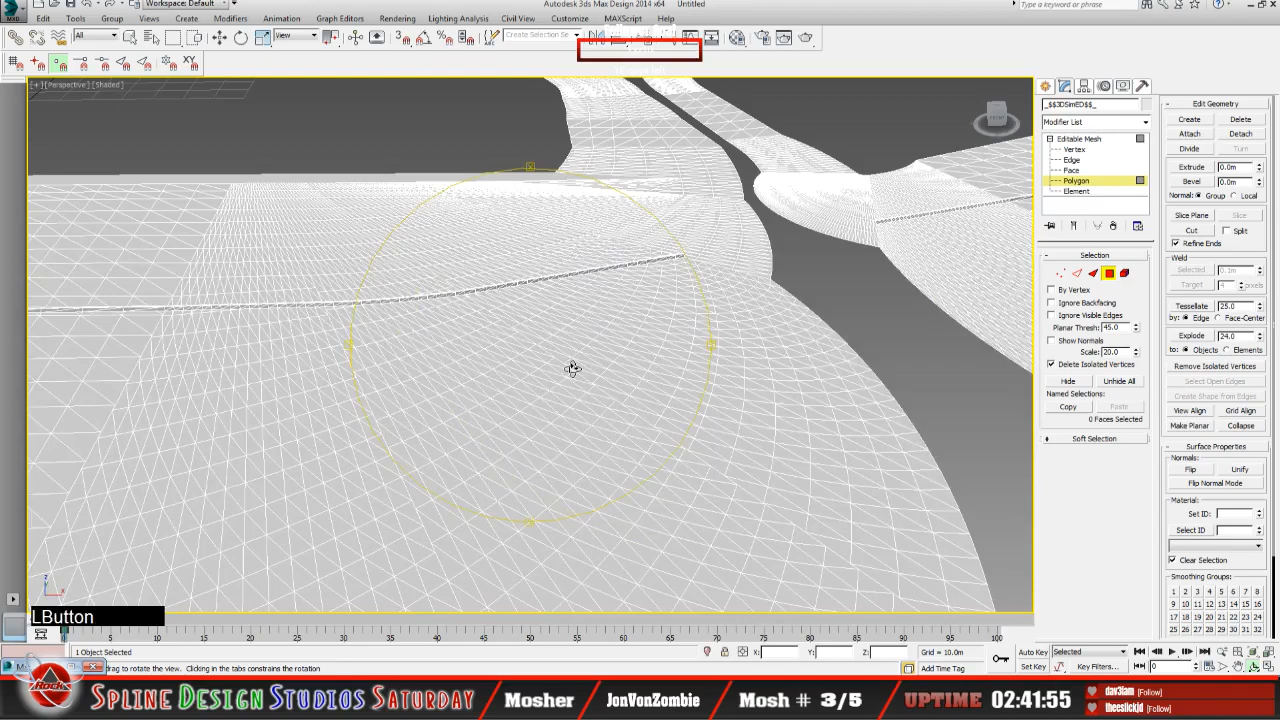 Autodesk 3ds Max Design 2014 x64 Untitled
Workspace: Default
Type a keyword or phrase
MXD
Edit Tools Group Views Create Modifiers Animation Graph Editors Rendering Lighting Analysis Civil View Customize MAXScript Help
All View Create Selection Se
XY
[+] [Perspective] [Shaded]
FRONT
_$$3DSimED$$_
Modifier List
Editable Mesh
Vertex
Edge
Face
Polygon
Element
Selection
By Vertex
Ignore Backfacing
Ignore Visible Edges
Planar Thresh: 45.0
Show Normals
Scale: 20.0
Delete Isolated Vertices
Hide Unhide All
Named Selections:
Copy Paste
0 Faces Selected
Soft Selection
Edit Geometry
Create Delete
Attach Detach
Divide Turn
Extrude 0.0m
Bevel 0.0m
Normal: Group Local
Slice Plane Slice
Cut Split
Refine Ends
Weld
Selected 0.1m
Target 4 pixels
Tessellate 25.0
by: Edge Face-Center
Explode 24.0
to: Objects Elements
Remove Isolated Vertices
Select Open Edges
Create Shape from Edges
View Align Grid Align
Make Planar Collapse
Surface Properties
Normals:
Flip Unify
Flip Normal Mode
Material:
Set ID:
Select ID
Clear Selection
Smoothing Groups:
1 2 3 4 5 6 7 8
9 10 11 12 13 14 15 16
17 18 19 20 21 22 23 24
25 26 27 28 29 30 31 32
LButton
5 10 15 20 25 30 35 40 45 50 55 60 65 70 75 80 85 90 95 100
1 Object Selected X: Y: Z: Grid = 10.0m Auto Key Selected
drag to rotate the view. Clicking in the tabs constrains the rotation Add Time Tag Set Key Key Filters... 0
Rock SPLINE DESIGN STUDIOS SATURDAY Mosher JonVonZombie Mosh # 3/5 UPTIME 02:41:55
dav3lam [Follow]
theestickjd [Follow]